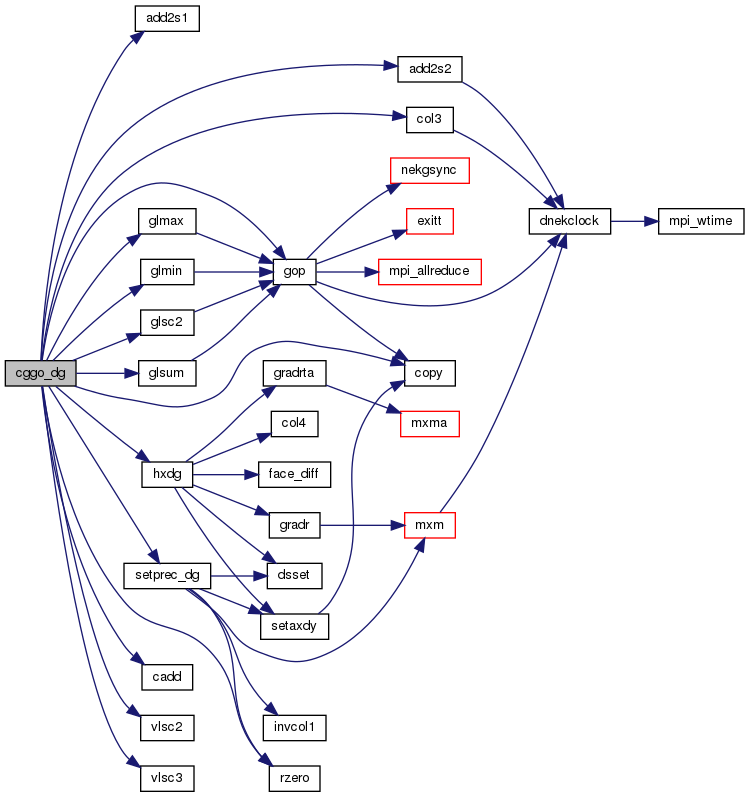 add2s1
add2s2
col3
nekgsync
glmax
exitt
dnekclock
mpi_wtime
glmin
gop
mpi_allreduce
glsc2
cggo_dg
glsum
gradrta
copy
col4
mxma
hxdg
face_diff
gradr
mxm
setprec_dg
dsset
setaxdy
cadd
vlsc2
invcol1
vlsc3
rzero